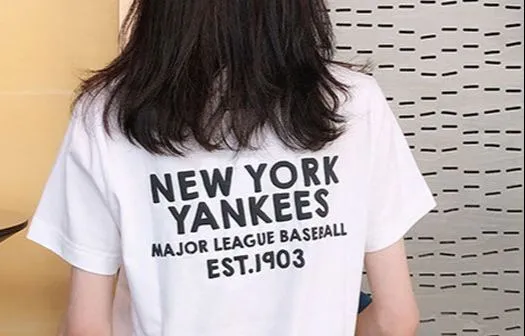 NEW YORK
YANKEES
MAJOR LEAGUE BASEBALL
EST.1903